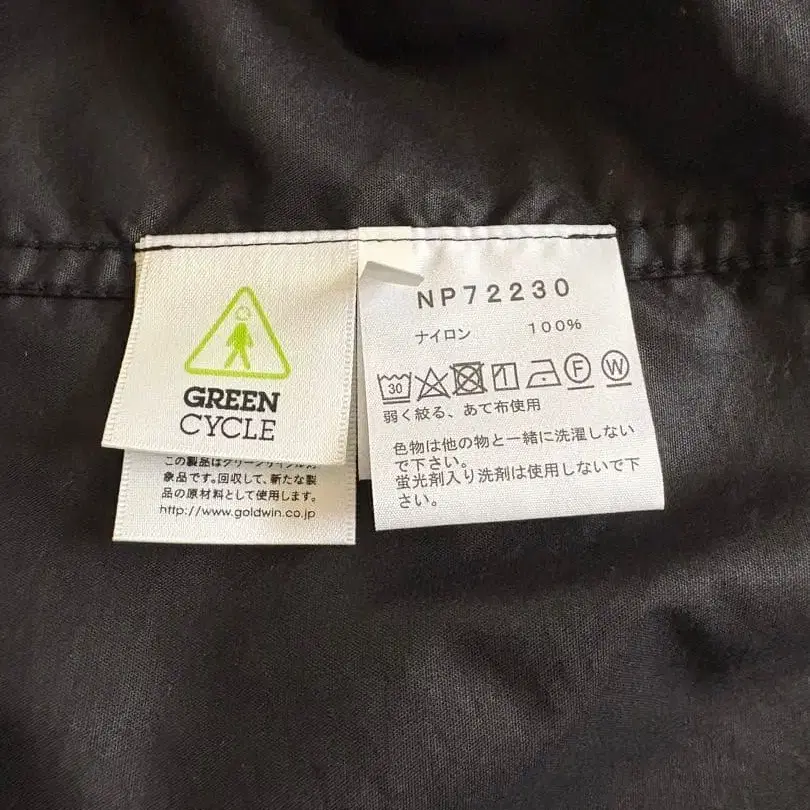 GREEN
CYCLE
この製品はグリーンサイクル対
象品です。回収して、新たな製
品の原材料として使用します。
http://www.goldwin.co.jp
NP72230
ナイロン 100%
30 F W
弱く絞る、あて布使用
色物は他の物と一緒に洗濯しない
で下さい。
蛍光剤入り洗剤は使用しないで下
さい。